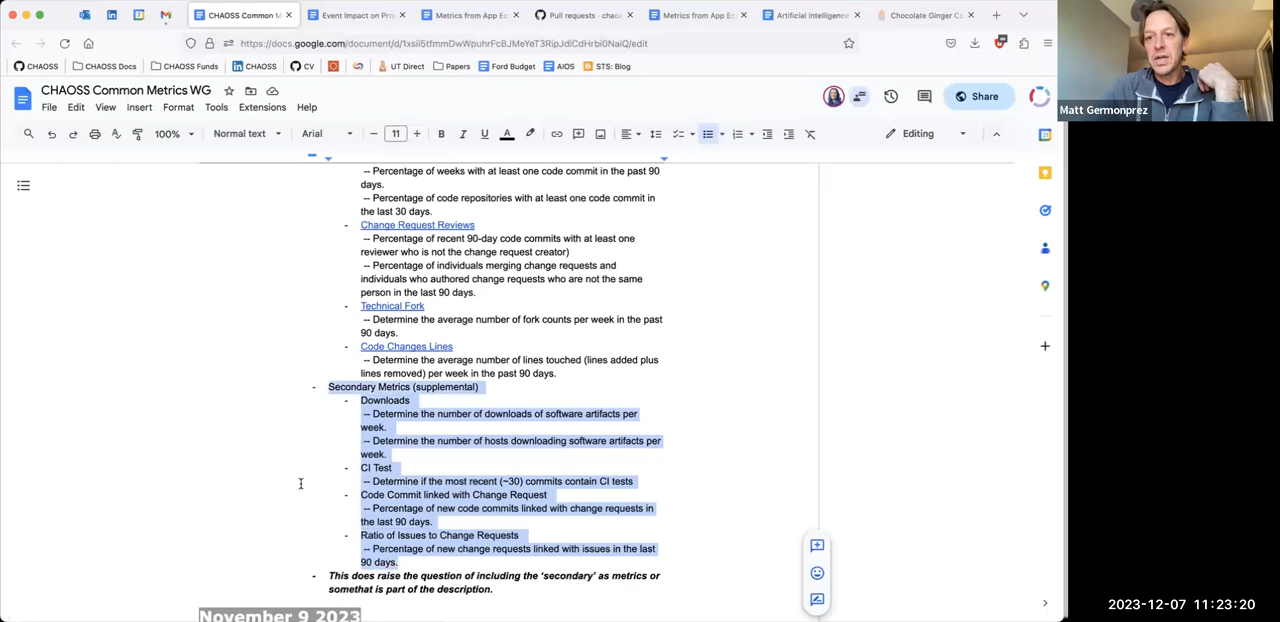 CHAOSS Common M
Event Impact on Pro
Metrics from App Ec
Pull requests · chaos
Metrics from App Ec
Artificial Intelligence
Chocolate Ginger Cu
https://docs.google.com/document/d/1xsii5tfmmDwWpuhrFcBJMeYeT3RipJdiCdHrbi0NaIQ/edit
CHAOSS
CHAOSS Docs
CHAOSS Funds
CHAOSS
CV
UT Direct
Papers
Ford Budget
AIOS
STS: Blog
CHAOSS Common Metrics WG
File Edit View Insert Format Tools Extensions Help
Share
100%
Normal text
Arial
11
B I U A
Editing
-- Percentage of weeks with at least one code commit in the past 90
days.
-- Percentage of code repositories with at least one code commit in
the last 30 days.
- Change Request Reviews
-- Percentage of recent 90-day code commits with at least one
reviewer who is not the change request creator)
-- Percentage of individuals merging change requests and
individuals who authored change requests who are not the same
person in the last 90 days.
- Technical Fork
-- Determine the average number of fork counts per week in the past
90 days.
- Code Changes Lines
-- Determine the average number of lines touched (lines added plus
lines removed) per week in the past 90 days.
- Secondary Metrics (supplemental)
- Downloads
-- Determine the number of downloads of software artifacts per
week.
-- Determine the number of hosts downloading software artifacts per
week.
- CI Test
-- Determine if the most recent (~30) commits contain CI tests
- Code Commit linked with Change Request
-- Percentage of new code commits linked with change requests in
the last 90 days.
- Ratio of Issues to Change Requests
-- Percentage of new change requests linked with issues in the last
90 days.
- This does raise the question of including the ‘secondary’ as metrics or
somethat is part of the description.
November 9 2023
Matt Germonprez
2023-12-07 11:23:20